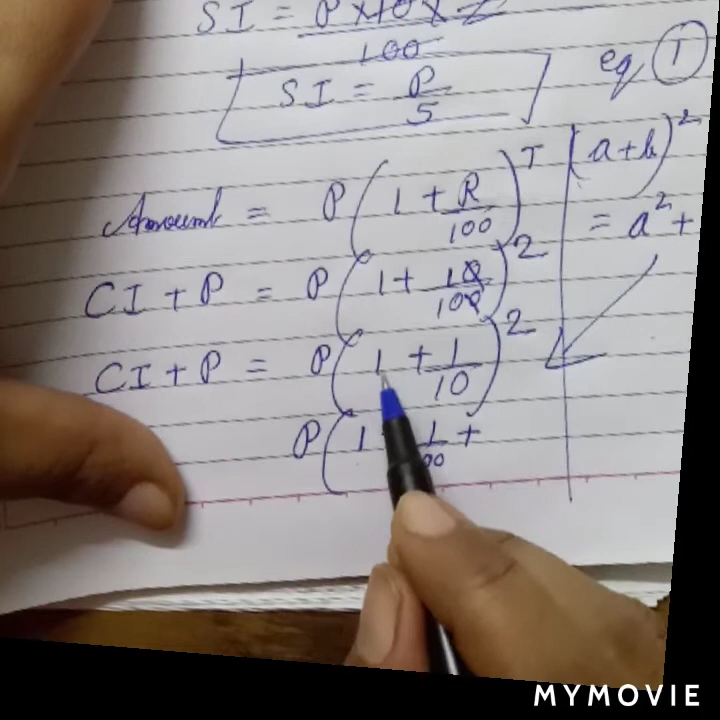 SI = P × 10 × 2
100
SI = P/5
eq ①
Amount = P(1 + R/100)^T
(a+b)^2
= a^2 +
CI + P = P(1 + 10/100)^2
CI + P = P(1 + 1/10)^2
P(1 + 1/100 +
MYMOVIE